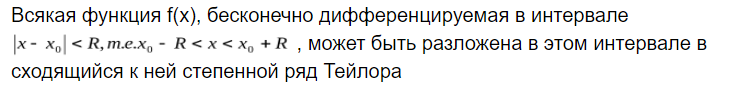 Всякая функция f(x), бесконечно дифференцируемая в интервале
|x - x₀| < R, т.е.x₀ - R < x < x₀ + R , может быть разложена в этом интервале в
сходящийся к ней степенной ряд Тейлора